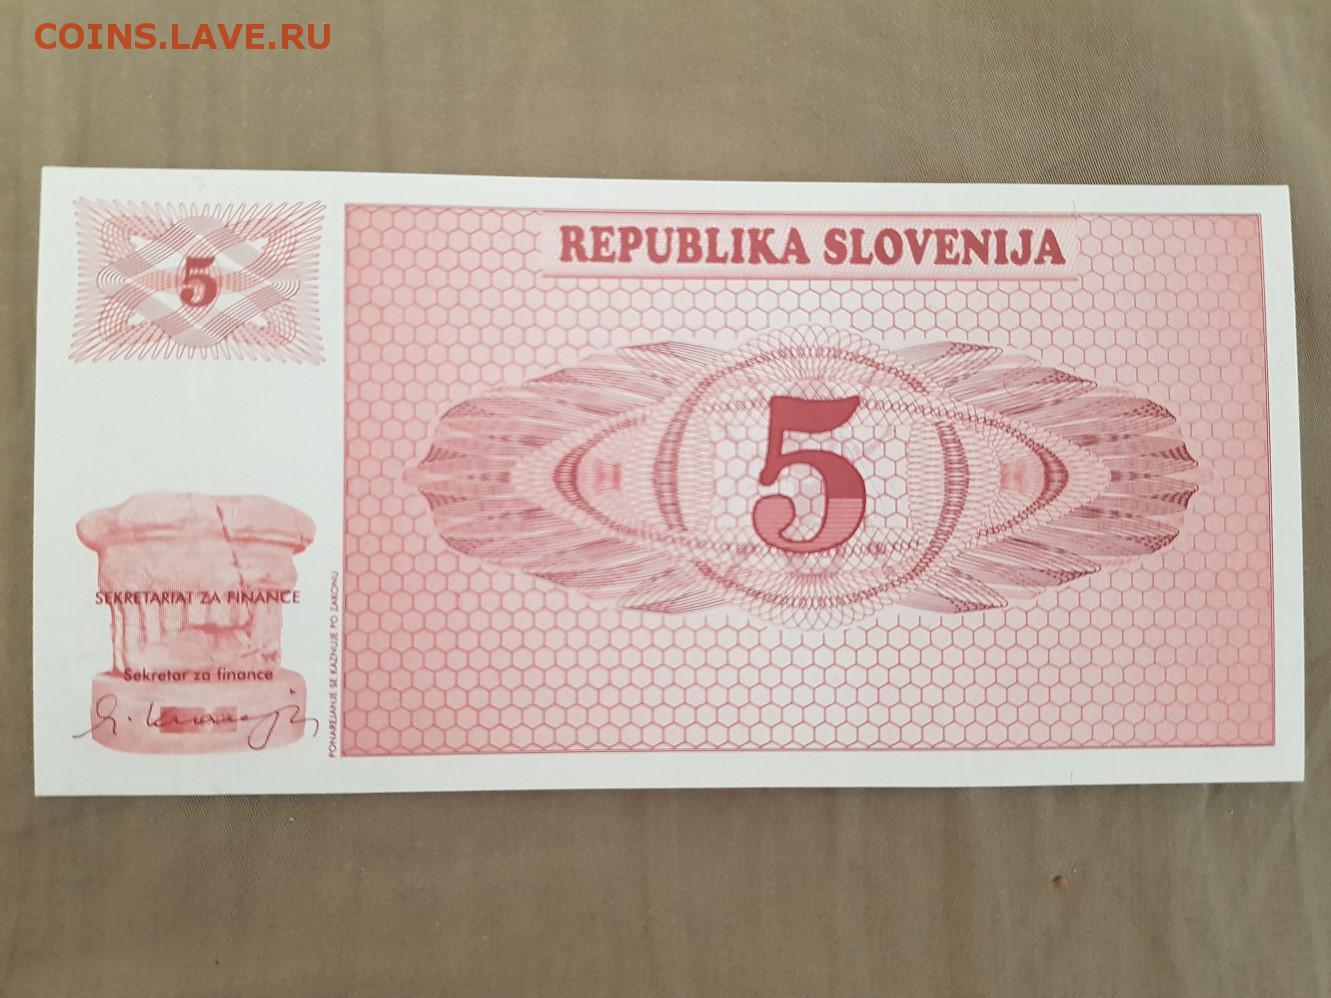 COINS.LAVE.RU
REPUBLIKA SLOVENIJA
5
5
SEKRETARIAT ZA FINANCE
Sekretar za finance
PONAREJANJE SE KAZNUJE PO ZAKONU